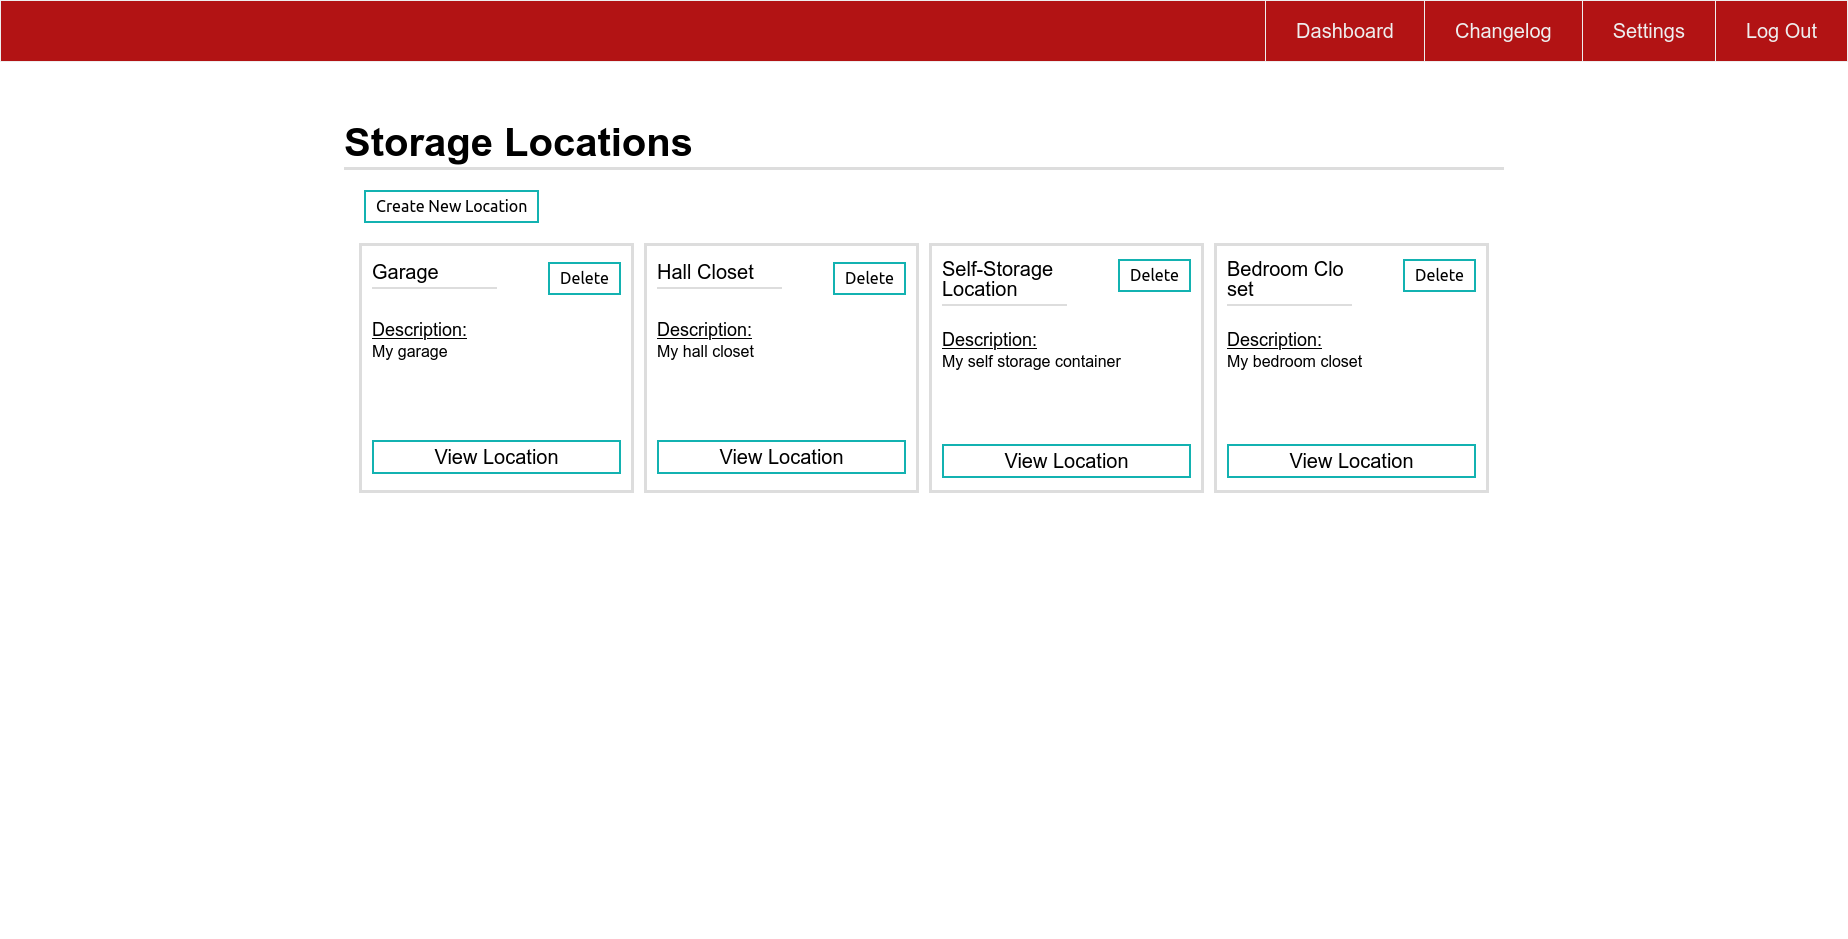 Dashboard
Changelog
Settings
Log Out
Storage Locations
Create New Location
Garage
Delete
Description:
My garage
View Location
Hall Closet
Delete
Description:
My hall closet
View Location
Self-Storage
Location
Delete
Description:
My self storage container
View Location
Bedroom Clo
set
Delete
Description:
My bedroom closet
View Location